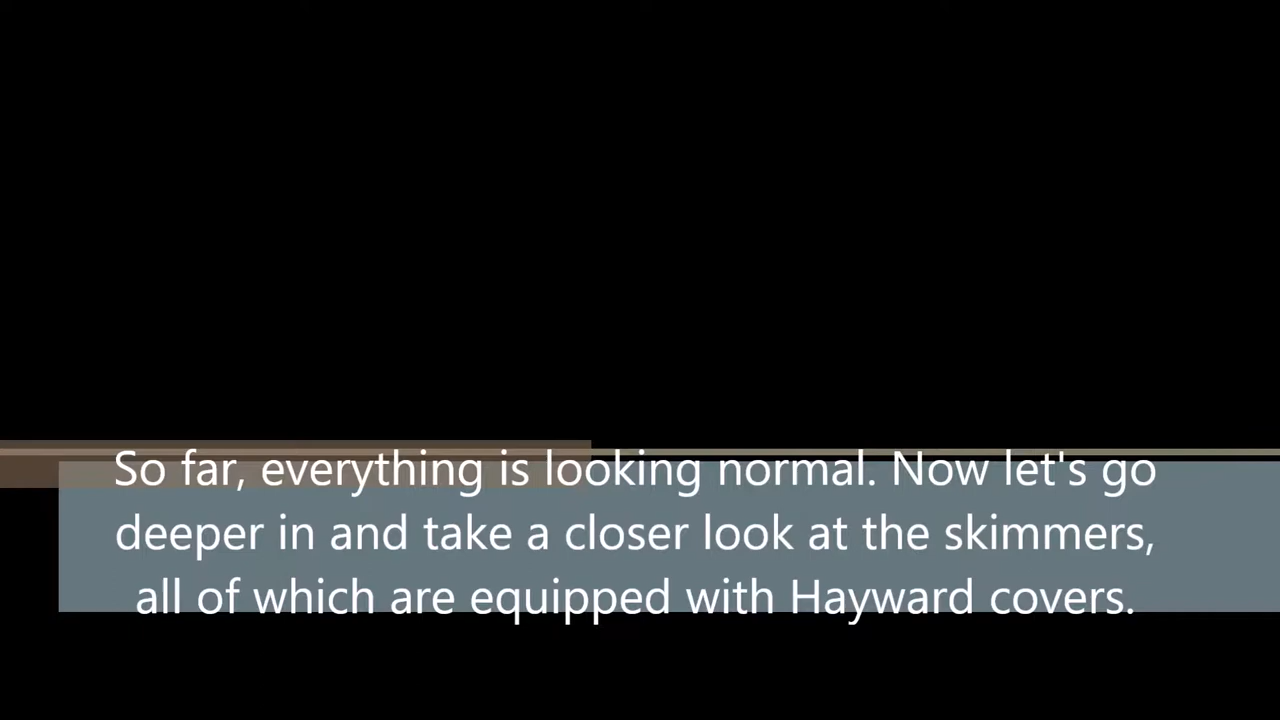 So far, everything is looking normal. Now let's go
deeper in and take a closer look at the skimmers,
all of which are equipped with Hayward covers.